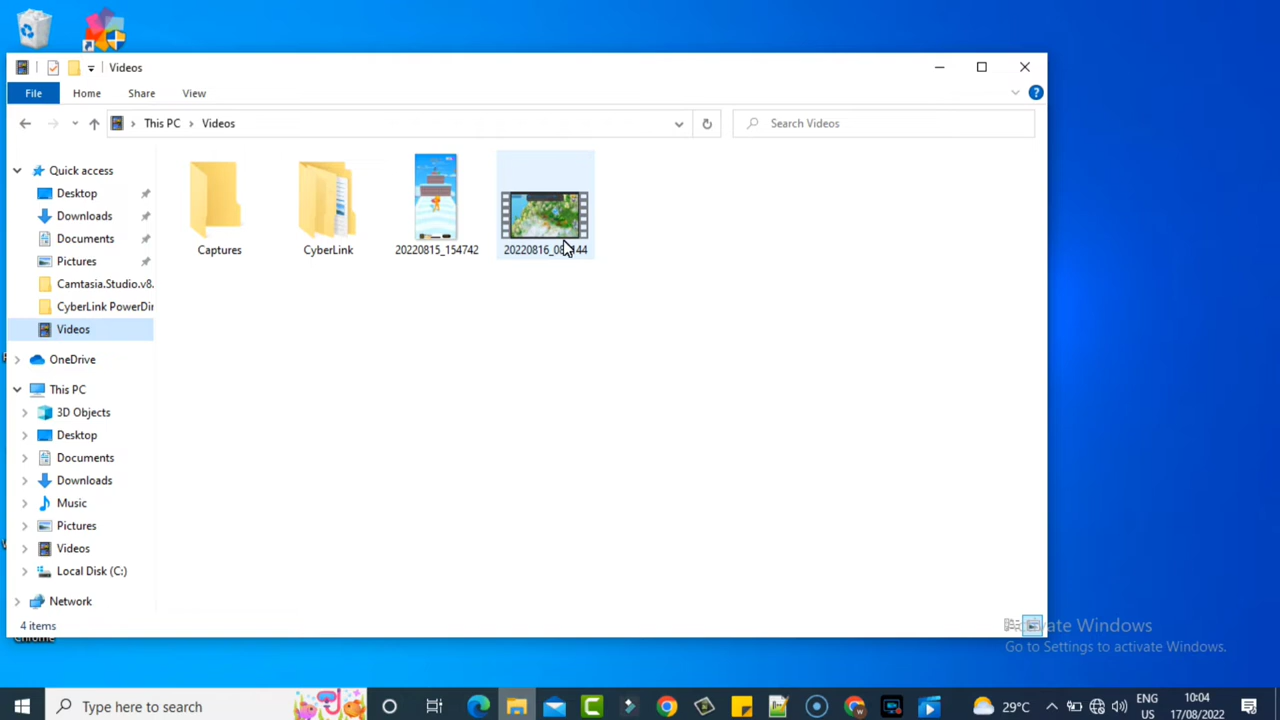 Videos
File Home Share View
This PC Videos
Search Videos
Quick access
Desktop
Downloads
Documents
Pictures
Camtasia.Studio.v8.
CyberLink PowerDir
Videos
OneDrive
This PC
3D Objects
Desktop
Documents
Downloads
Music
Pictures
Videos
Local Disk (C:)
Network
Captures
CyberLink
20220815_154742
4 items
Chrome
Activate Windows
Go to Settings to activate Windows.
Type here to search
29°C
ENG
US
10:04
17/08/2022